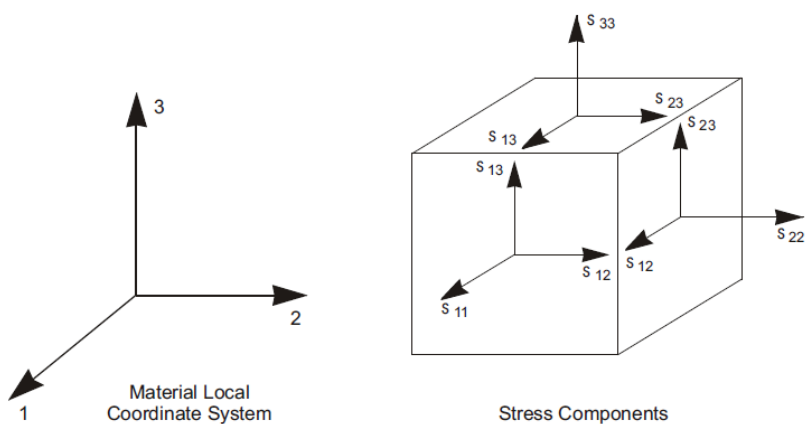 3
2
1
Material Local
Coordinate System
S 33
S 23
S 13
S 23
S 13
S 22
S 12
S 12
S 11
Stress Components